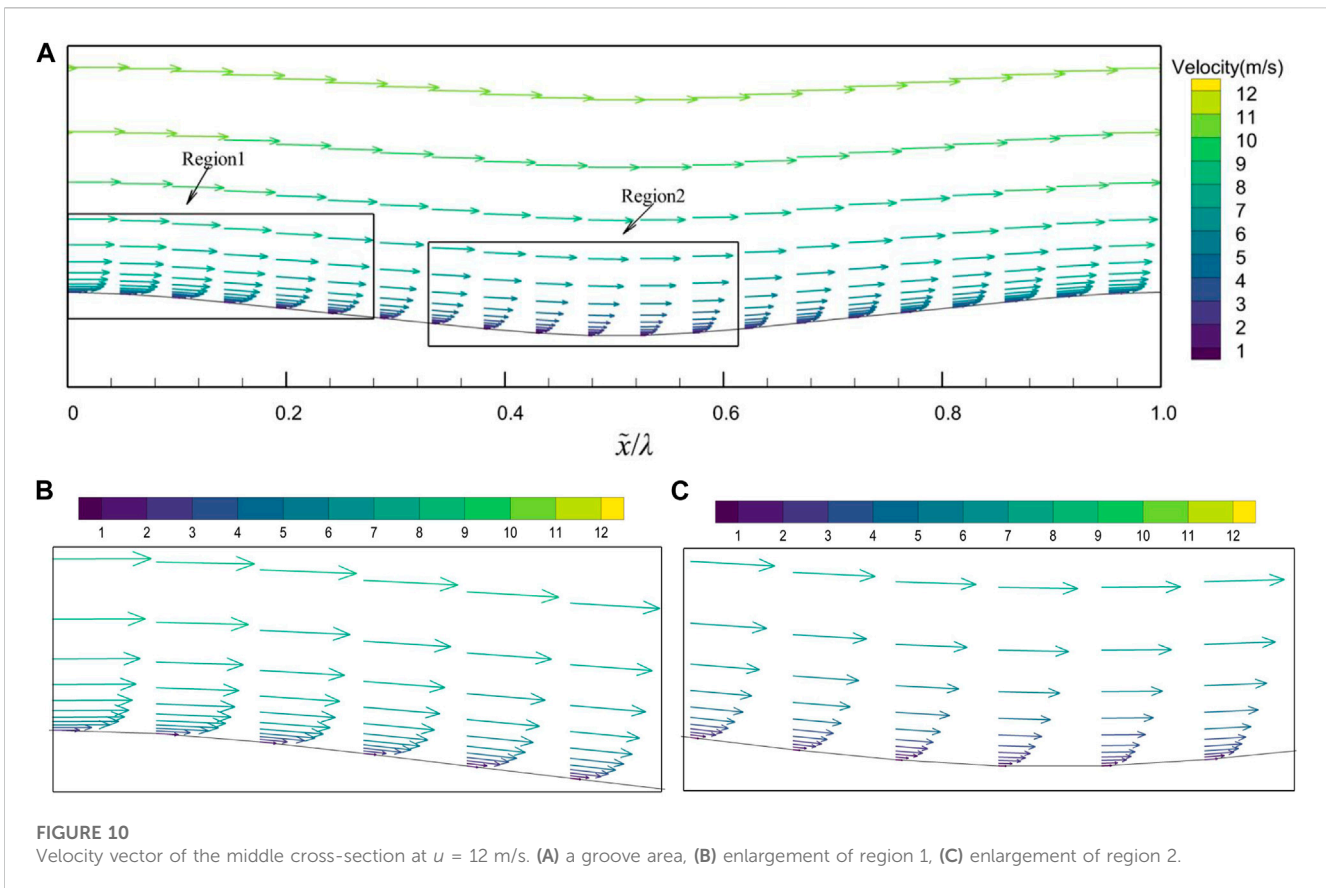 A
Velocity(m/s)
12
11
10
9
8
7
6
5
4
3
2
1
Region1
Region2
0 0.2 0.4 0.6 0.8 1.0
x̃/λ
B
1 2 3 4 5 6 7 8 9 10 11 12
C
1 2 3 4 5 6 7 8 9 10 11 12
FIGURE 10
Velocity vector of the middle cross-section at u = 12 m/s. (A) a groove area, (B) enlargement of region 1, (C) enlargement of region 2.